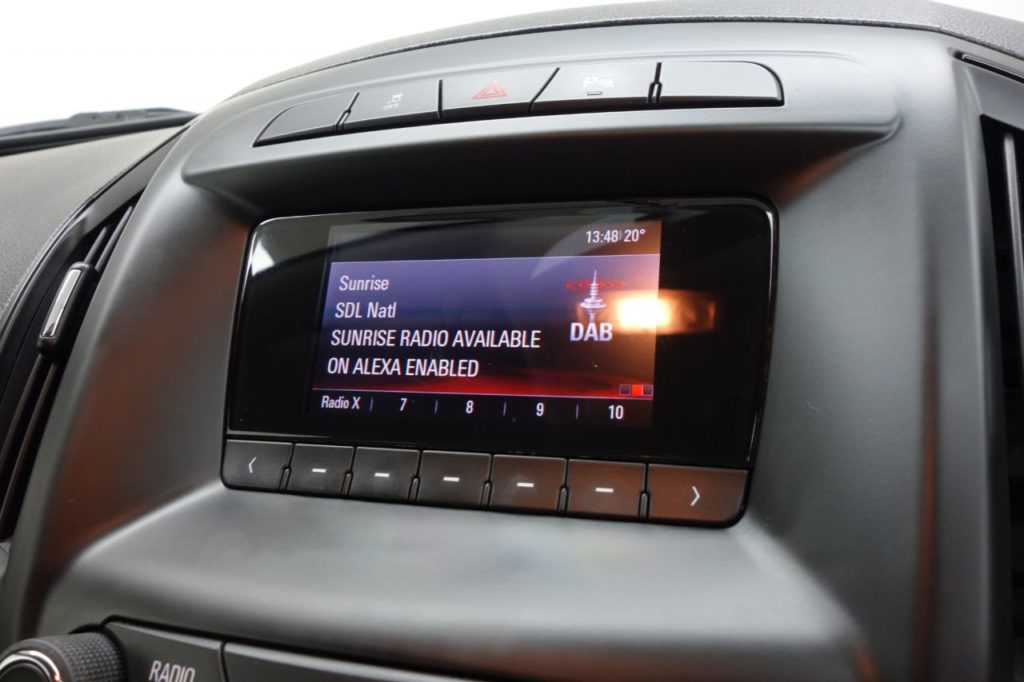 13:48 20°
Sunrise
SDL Natl
SUNRISE RADIO AVAILABLE
ON ALEXA ENABLED
DAB
Radio X | 7 | 8 | 9 | 10
RADIO